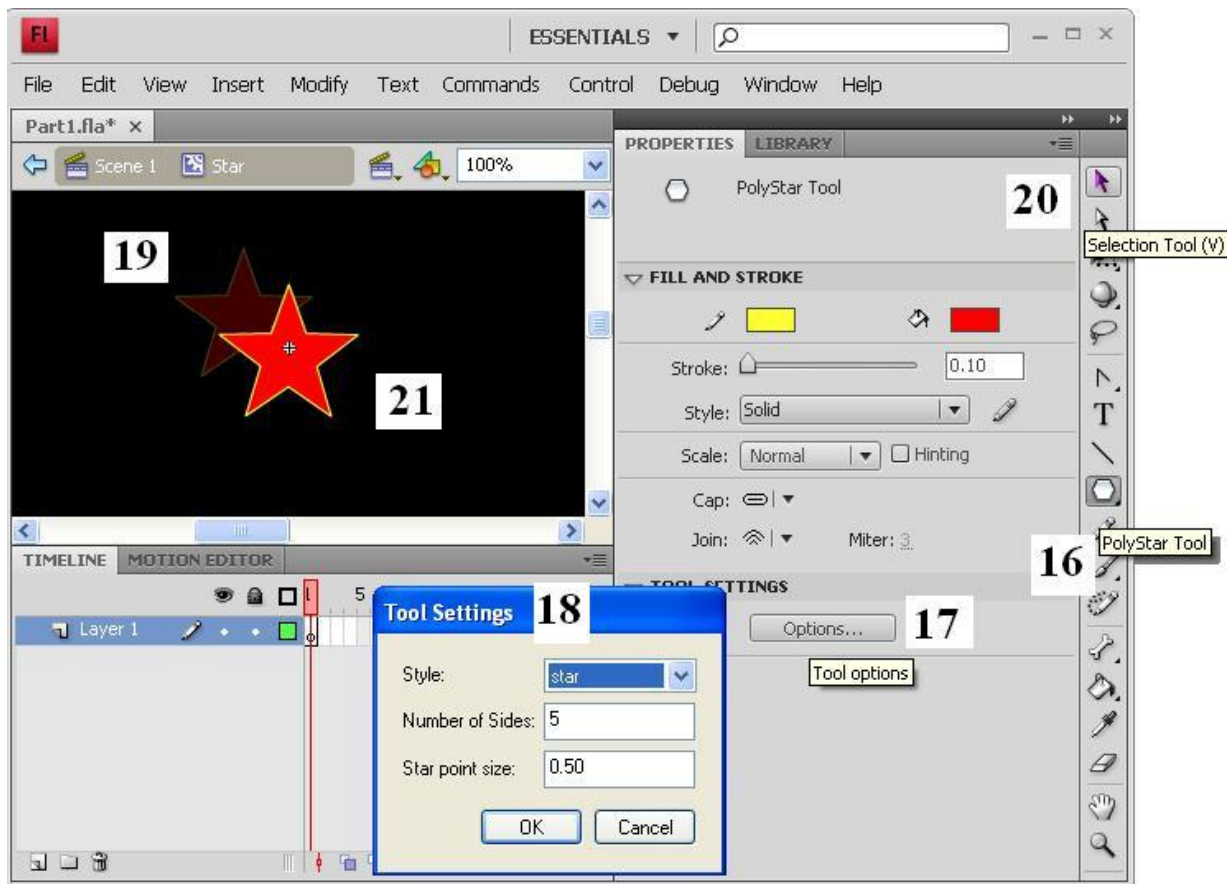 FL
ESSENTIALS
File Edit View Insert Modify Text Commands Control Debug Window Help
Part1.fla*
PROPERTIES LIBRARY
Scene 1 Star 100%
PolyStar Tool
20
Selection Tool (V)
19
FILL AND STROKE
Stroke: 0.10
21
Style: Solid
T
Scale: Normal Hinting
Cap:
Join: Miter: 3
PolyStar Tool
16
TIMELINE MOTION EDITOR
TOOL SETTINGS
1 5
Tool Settings 18
Layer 1
Options... 17
Tool options
Style: star
Number of Sides: 5
Star point size: 0.50
OK Cancel